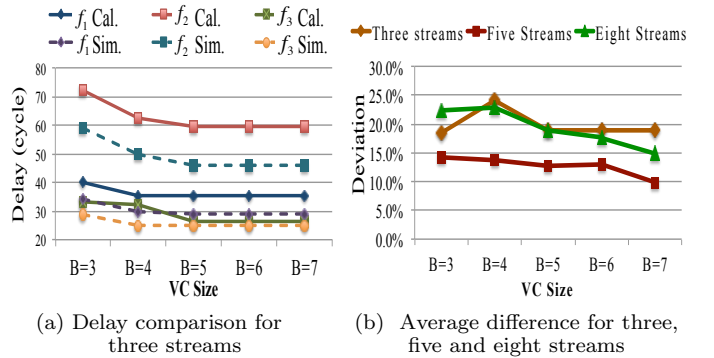 f1 Cal. f2 Cal. f3 Cal.
f1 Sim. f2 Sim. f3 Sim.
Delay (cycle)
80
70
60
50
40
30
20
B=3 B=4 B=5 B=6 B=7
VC Size
(a) Delay comparison for
three streams
Three streams Five Streams Eight Streams
Deviation
30.0%
25.0%
20.0%
15.0%
10.0%
5.0%
0.0%
B=3 B=4 B=5 B=6 B=7
VC Size
(b) Average difference for three,
five and eight streams